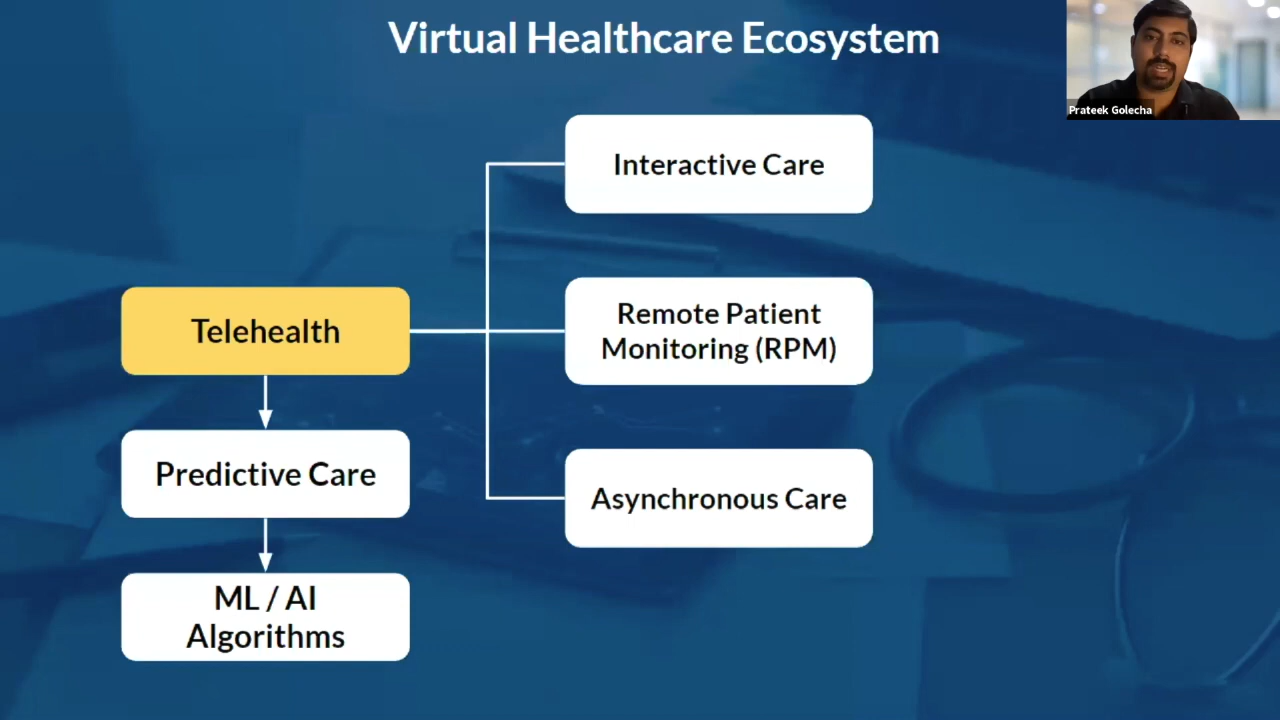 Virtual Healthcare Ecosystem
Prateek Golecha
Interactive Care
Remote Patient
Monitoring (RPM)
Asynchronous Care
Telehealth
Predictive Care
ML / AI
Algorithms